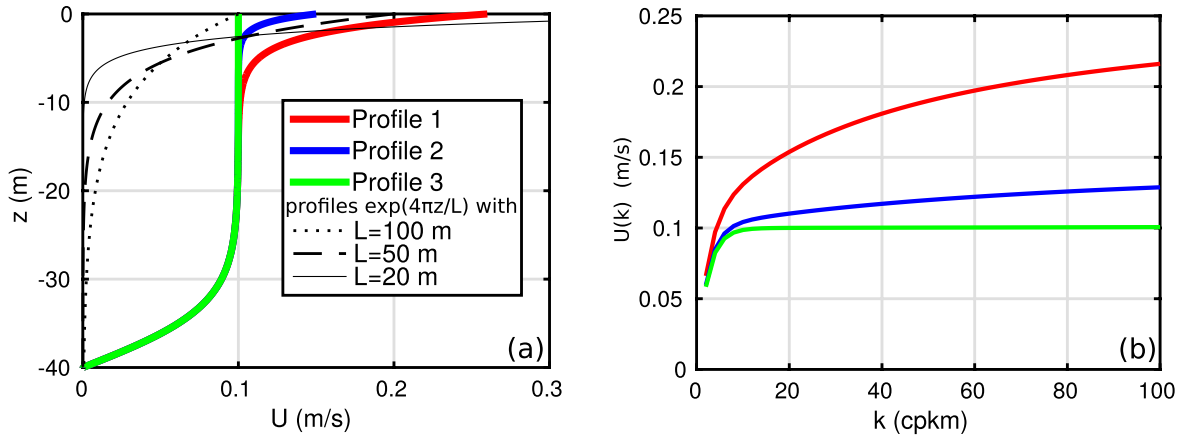 0
-10
-20
-30
-40
z (m)
0
0.1
0.2
0.3
U (m/s)
Profile 1
Profile 2
Profile 3
profiles exp(4πz/L) with
L=100 m
L=50 m
L=20 m
(a)
0.25
0.2
0.15
0.1
0.05
0
U(k) (m/s)
0
20
40
60
80
100
k (cpkm)
(b)